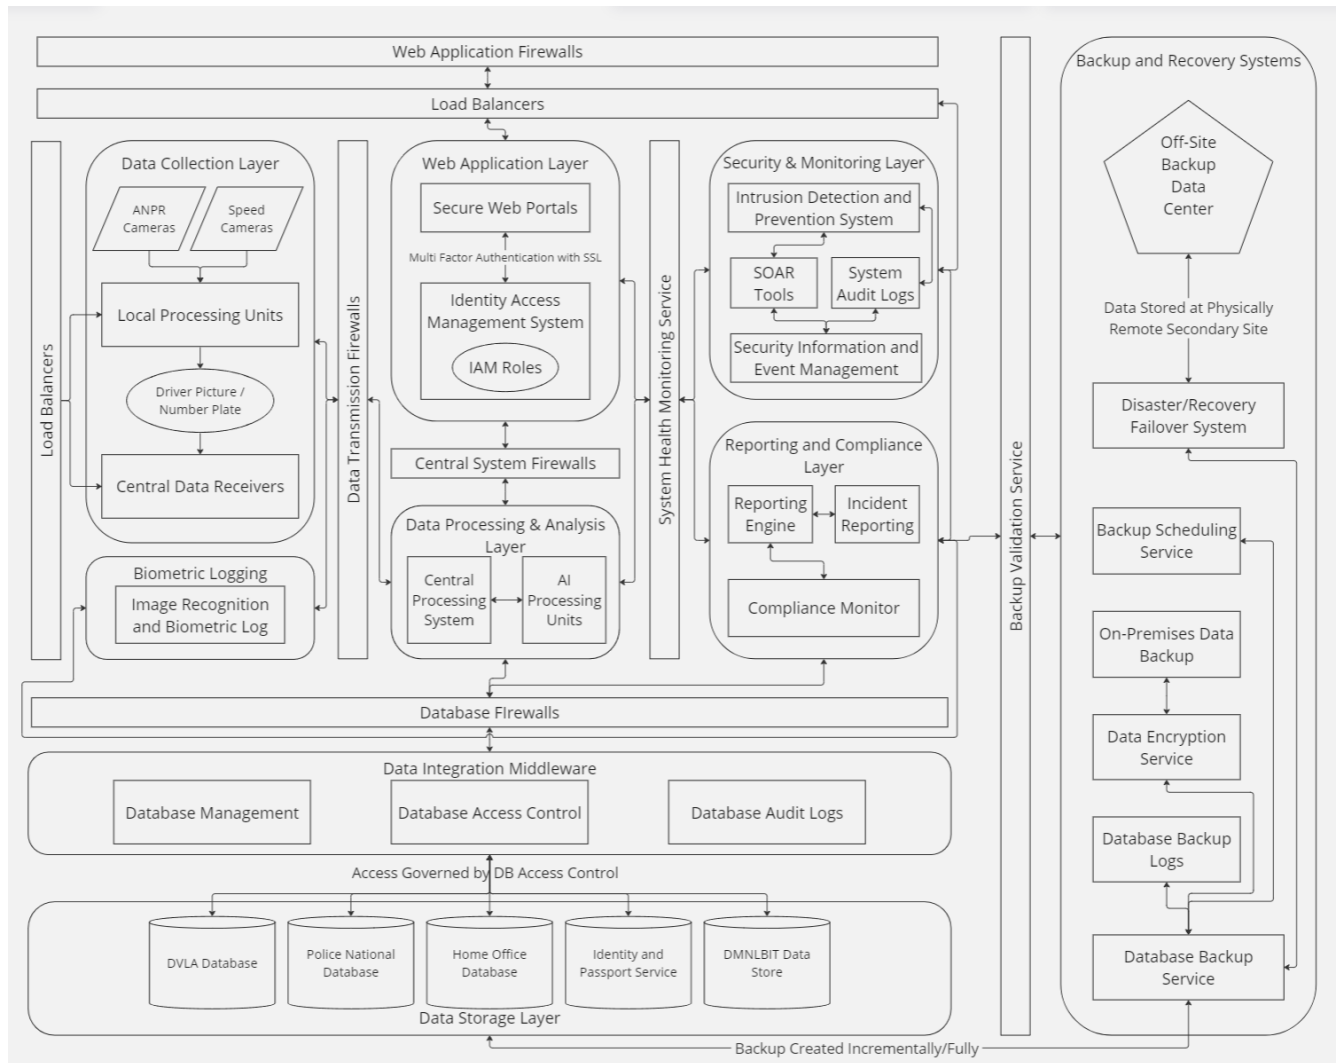 Web Application Firewalls
Load Balancers
Load Balancers
Data Collection Layer
ANPR
Cameras
Speed
Cameras
Local Processing Units
Driver Picture /
Number Plate
Central Data Receivers
Biometric Logging
Image Recognition
and Biometric Log
Data Transmission Firewalls
Web Application Layer
Secure Web Portals
Multi Factor Authentication with SSL
Identity Access
Management System
IAM Roles
Central System Firewalls
Data Processing & Analysis
Layer
Central
Processing
System
AI
Processing
Units
System Health Monitoring Service
Security & Monitoring Layer
Intrusion Detection and
Prevention System
SOAR
Tools
System
Audit Logs
Security Information and
Event Management
Reporting and Compliance
Layer
Reporting
Engine
Incident
Reporting
Compliance Monitor
Database FIrewalls
Data Integration Middleware
Database Management
Database Access Control
Database Audit Logs
Access Governed by DB Access Control
DVLA Database
Police National
Database
Home Office
Database
Identity and
Passport Service
DMNLBIT Data
Store
Data Storage Layer
Backup Created Incrementally/Fully
Backup Validation Service
Backup and Recovery Systems
Off-Site
Backup
Data
Center
Data Stored at Physically
Remote Secondary Site
Disaster/Recovery
Failover System
Backup Scheduling
Service
On-Premises Data
Backup
Data Encryption
Service
Database Backup
Logs
Database Backup
Service